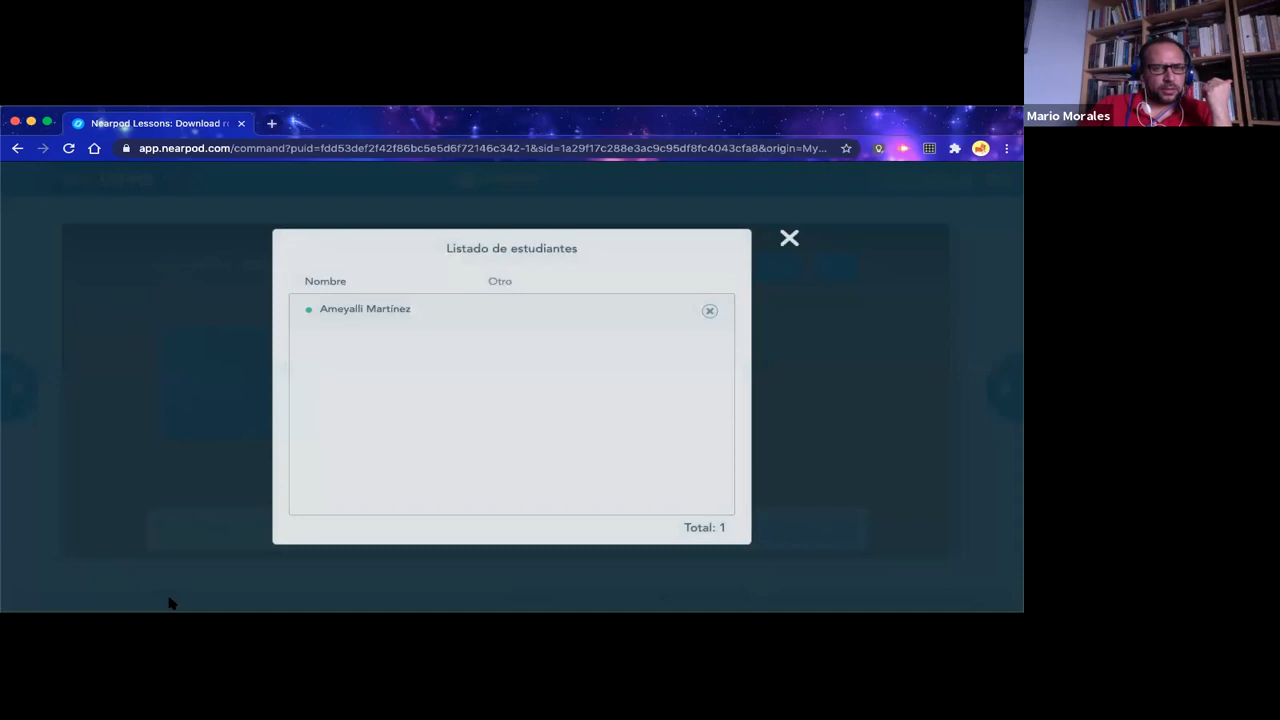 Mario Morales
Nearpod Lessons: Download r
app.nearpod.com/command?puid=fdd53def2f42f86bc5e5d6f72146c342-1&sid=1a29f17c288e3ac9c95df8fc4043cfa8&origin=My...
Listado de estudiantes
Nombre Otro
Ameyalli Martínez
Total: 1